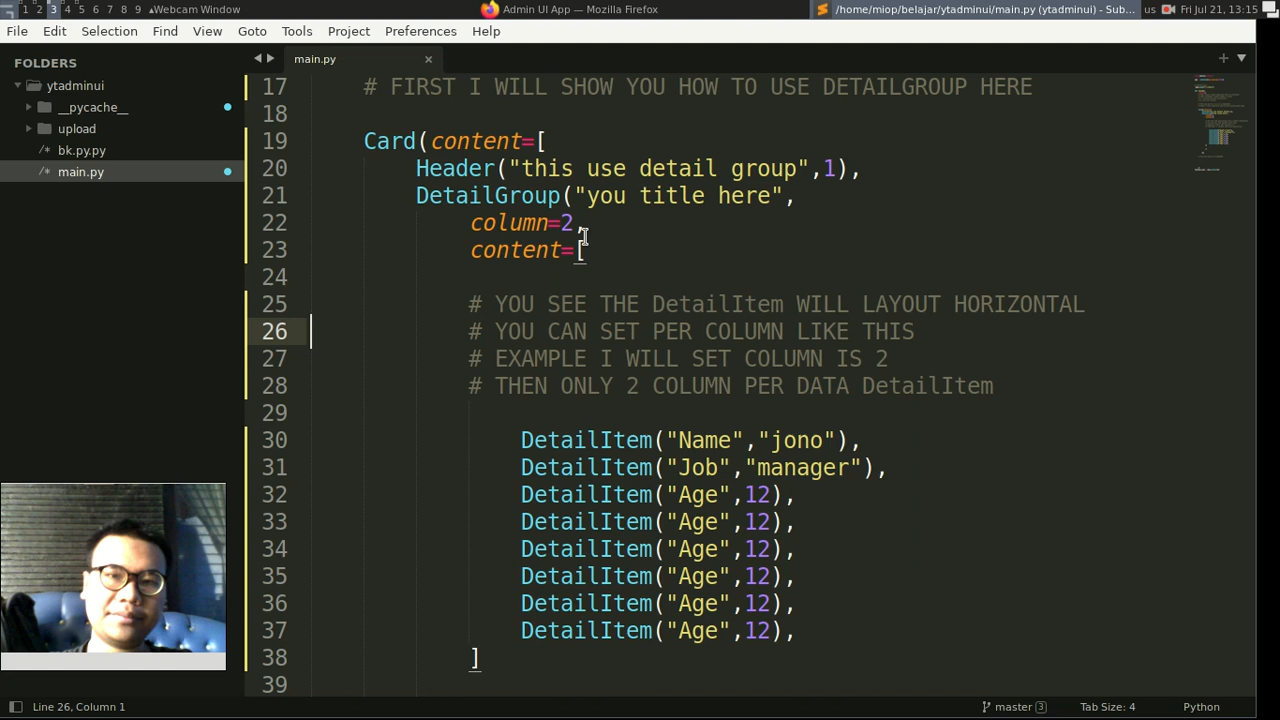 1 2 3 4 5 6 7 8 9 ▴Webcam Window
Admin UI App — Mozilla Firefox
/home/miop/belajar/ytadminui/main.py (ytadminui) - Sub...
us
Fri Jul 21, 13:15
File Edit Selection Find View Goto Tools Project Preferences Help
FOLDERS
ytadminui
__pycache__
upload
bk.py.py
main.py
main.py
17 # FIRST I WILL SHOW YOU HOW TO USE DETAILGROUP HERE
18
19 Card(content=[
20 Header("this use detail group",1),
21 DetailGroup("you title here",
22 column=2,
23 content=[
24
25 # YOU SEE THE DetailItem WILL LAYOUT HORIZONTAL
26 # YOU CAN SET PER COLUMN LIKE THIS
27 # EXAMPLE I WILL SET COLUMN IS 2
28 # THEN ONLY 2 COLUMN PER DATA DetailItem
29
30 DetailItem("Name","jono"),
31 DetailItem("Job","manager"),
32 DetailItem("Age",12),
33 DetailItem("Age",12),
34 DetailItem("Age",12),
35 DetailItem("Age",12),
36 DetailItem("Age",12),
37 DetailItem("Age",12),
38 ]
39
Line 26, Column 1
master 3
Tab Size: 4
Python